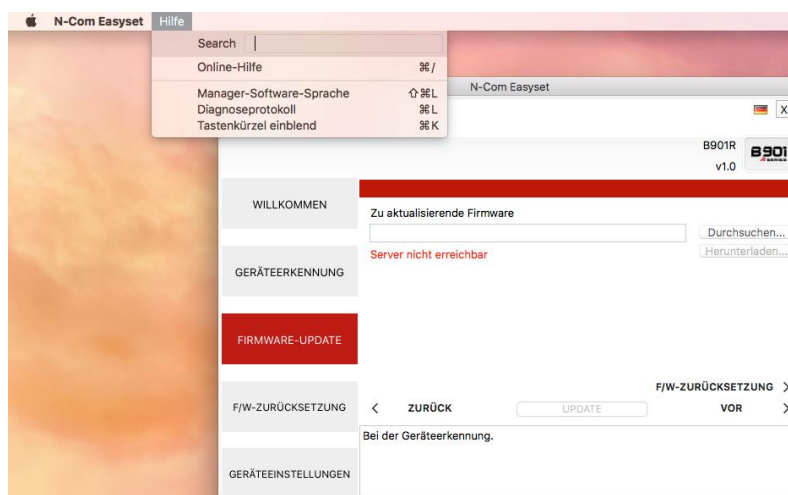 N-Com Easyset Hilfe
Search
Online-Hilfe ⌘/
Manager-Software-Sprache ⇧⌘L
Diagnoseprotokoll ⌘L
Tastenkürzel einblend ⌘K
N-Com Easyset
X
B901R
v1.0
B901
R SERIES
WILLKOMMEN
Zu aktualisierende Firmware
Durchsuchen...
Server nicht erreichbar
Herunterladen...
GERÄTEERKENNUNG
FIRMWARE-UPDATE
F/W-ZURÜCKSETZUNG >
F/W-ZURÜCKSETZUNG
< ZURÜCK UPDATE VOR >
Bei der Geräteerkennung.
GERÄTEEINSTELLUNGEN